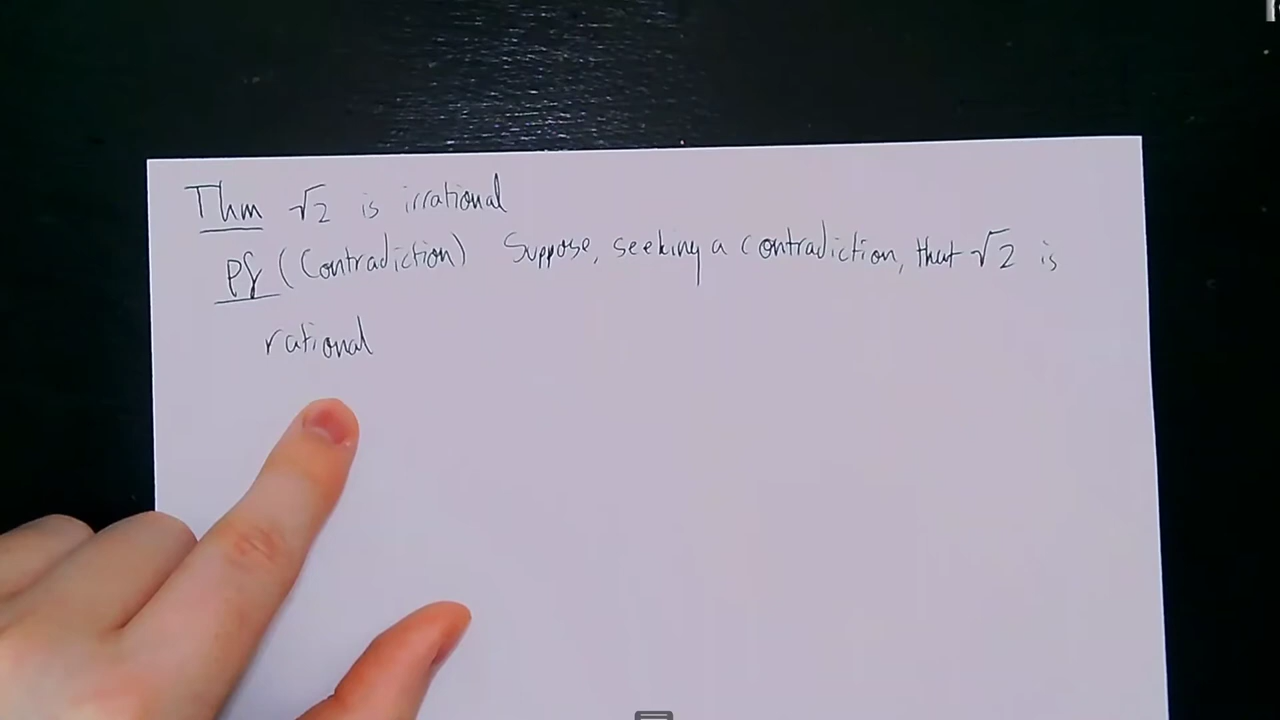 Thm √2 is irrational
pf (Contradiction) Suppose, seeking a contradiction, that √2 is
rational